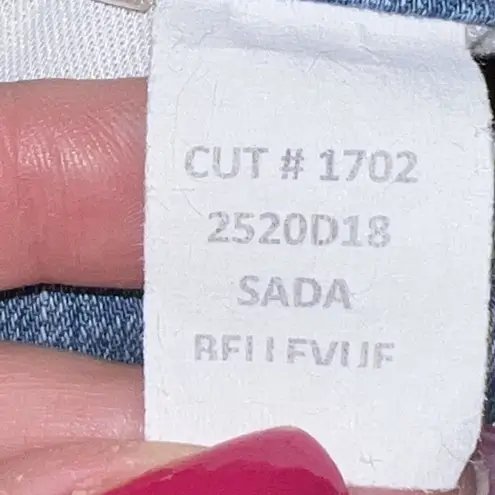 CUT # 1702
2520D18
SADA
BELLEVUE